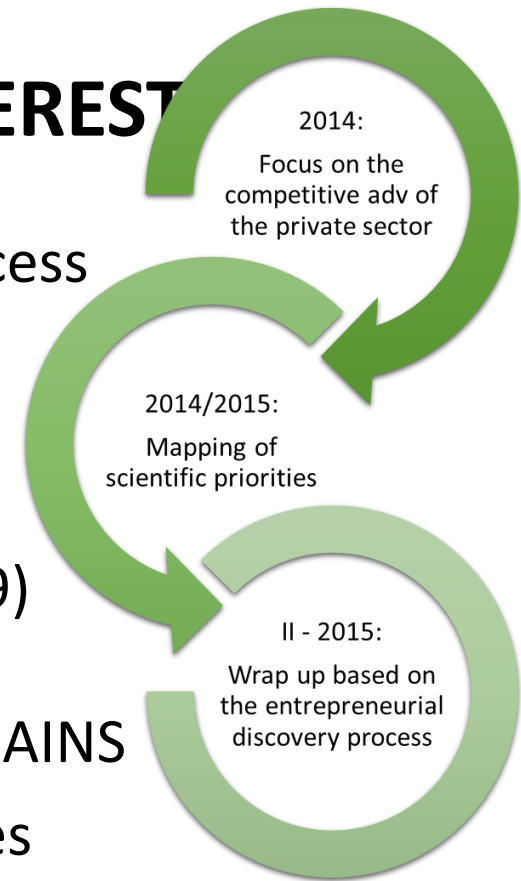 EREST
2014:
Focus on the
competitive adv of
the private sector
cess
2014/2015:
Mapping of
scientific priorities
9)
II - 2015:
Wrap up based on
the entrepreneurial
discovery process
AINS
es